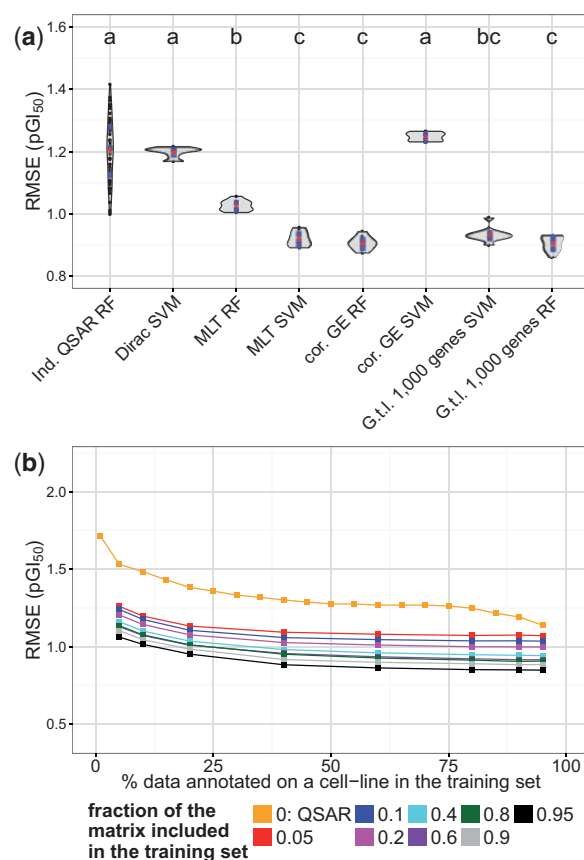 (a)
a a b c c a bc c
RMSE (pGI50)
1.6
1.4
1.2
1.0
0.8
Ind. QSAR RF
Dirac SVM
MLT RF
MLT SVM
cor. GE RF
cor. GE SVM
G.t.l. 1,000 genes SVM
G.t.l. 1,000 genes RF
(b)
RMSE (pGI50)
2.0
1.5
1.0
0.5
0 25 50 75 100
% data annotated on a cell-line in the training set
fraction of the
matrix included
in the training set
0: QSAR 0.1 0.4 0.8 0.95
0.05 0.2 0.6 0.9